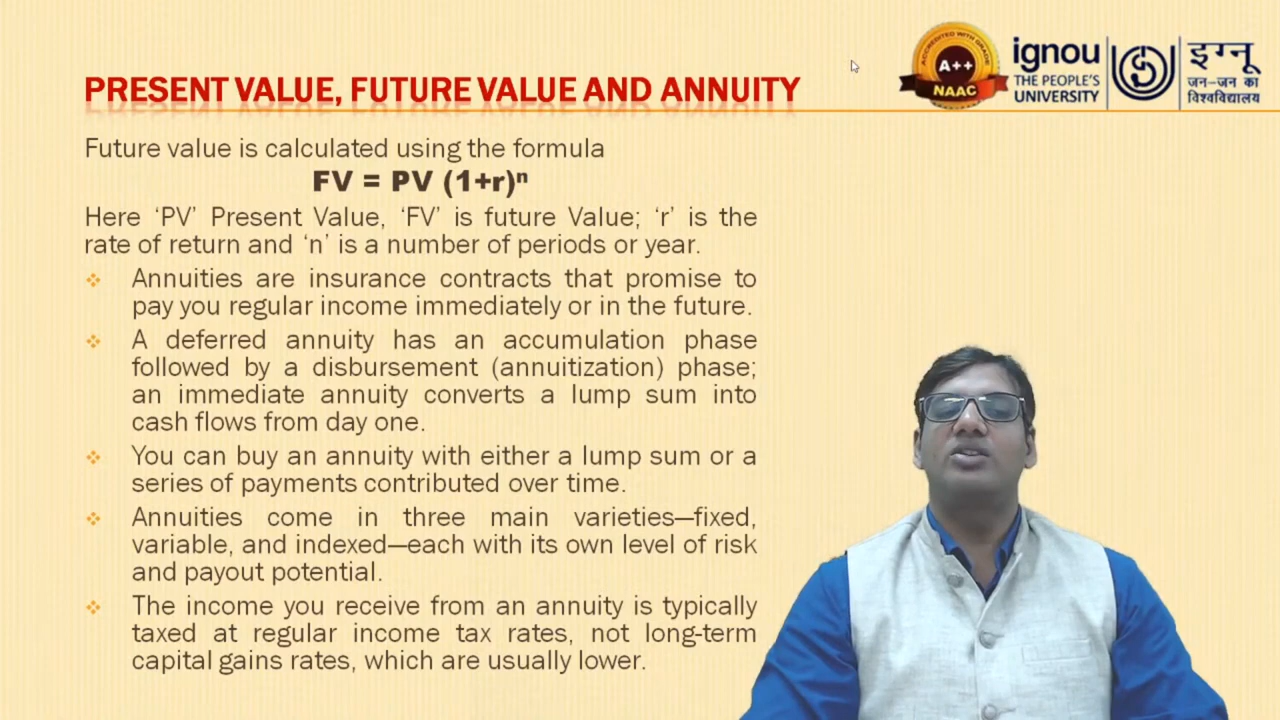 PRESENT VALUE, FUTURE VALUE AND ANNUITY
ACCREDITED WITH GRADE
A++
NAAC
ignou
THE PEOPLE'S
UNIVERSITY
इग्नू
जन-जन का
विश्वविद्यालय
Future value is calculated using the formula
FV = PV (1+r)ⁿ
Here ‘PV’ Present Value, ‘FV’ is future Value; ‘r’ is the
rate of return and ‘n’ is a number of periods or year.
Annuities are insurance contracts that promise to
pay you regular income immediately or in the future.
A deferred annuity has an accumulation phase
followed by a disbursement (annuitization) phase;
an immediate annuity converts a lump sum into
cash flows from day one.
You can buy an annuity with either a lump sum or a
series of payments contributed over time.
Annuities come in three main varieties—fixed,
variable, and indexed—each with its own level of risk
and payout potential.
The income you receive from an annuity is typically
taxed at regular income tax rates, not long-term
capital gains rates, which are usually lower.